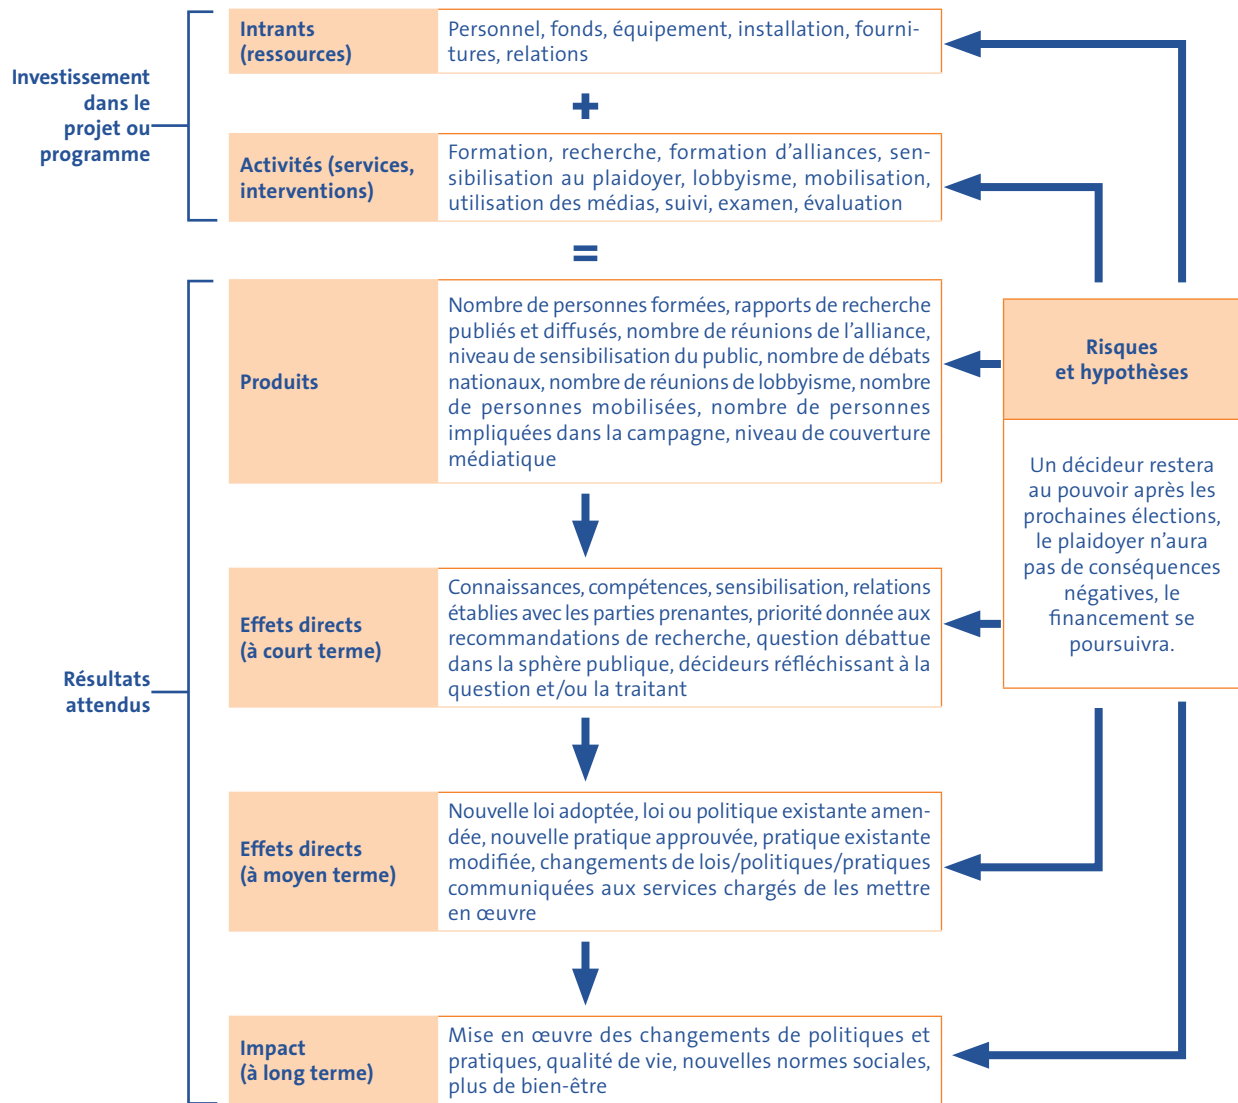 Investissement
dans le
projet ou
programme
Intrants
(ressources)
Personnel, fonds, équipement, installation, fourni-
tures, relations
+
Activités (services,
interventions)
Formation, recherche, formation d'alliances, sen-
sibilisation au plaidoyer, lobbyisme, mobilisation,
utilisation des médias, suivi, examen, évaluation
=
Résultats
attendus
Produits
Nombre de personnes formées, rapports de recherche
publiés et diffusés, nombre de réunions de l'alliance,
niveau de sensibilisation du public, nombre de débats
nationaux, nombre de réunions de lobbyisme, nombre
de personnes mobilisées, nombre de personnes
impliquées dans la campagne, niveau de couverture
médiatique
Effets directs
(à court terme)
Connaissances, compétences, sensibilisation, relations
établies avec les parties prenantes, priorité donnée aux
recommandations de recherche, question débattue
dans la sphère publique, décideurs réfléchissant à la
question et/ou la traitant
Effets directs
(à moyen terme)
Nouvelle loi adoptée, loi ou politique existante amen-
dée, nouvelle pratique approuvée, pratique existante
modifiée, changements de lois/politiques/pratiques
communiquées aux services chargés de les mettre
en œuvre
Impact
(à long terme)
Mise en œuvre des changements de politiques et
pratiques, qualité de vie, nouvelles normes sociales,
plus de bien-être
Risques
et hypothèses
Un décideur restera
au pouvoir après les
prochaines élections,
le plaidoyer n'aura
pas de conséquences
négatives, le
financement se
poursuivra.